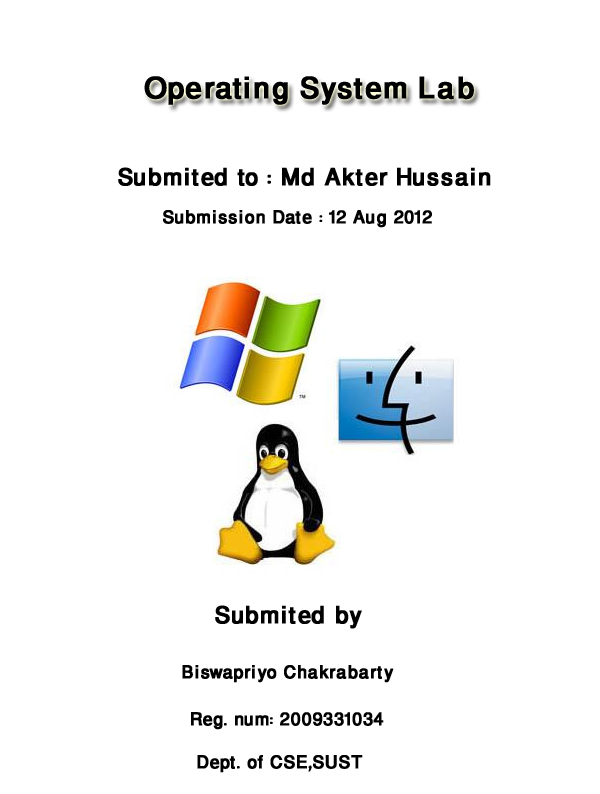 Operating System Lab
Submited to : Md Akter Hussain
Submission Date : 12 Aug 2012
TM
Submited by
Biswapriyo Chakrabarty
Reg. num: 2009331034
Dept. of CSE,SUST